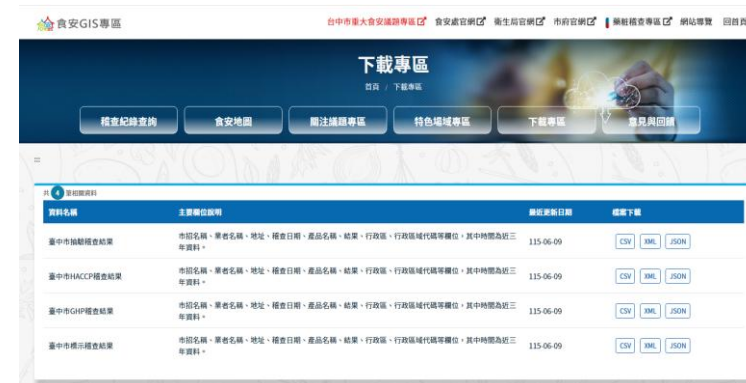 食安GIS專區
台中市重大食安議題專區 食安處官網 衛生局官網 市府官網 藥粧稽查專區 網站導覽 回首頁
下載專區
首頁 / 下載專區
稽查紀錄查詢 食安地圖 關注議題專區 特色場域專區 下載專區 意見與回饋
:::
共 4 筆相關資料
資料名稱 主要欄位說明 最近更新日期 檔案下載
臺中市抽驗稽查結果 市招名稱、業者名稱、地址、稽查日期、產品名稱、結果、行政區、行政區域代碼等欄位，其中時間為近三 115-06-09 CSV XML JSON
年資料。
臺中市HACCP稽查結果 市招名稱、業者名稱、地址、稽查日期、產品名稱、結果、行政區、行政區域代碼等欄位，其中時間為近三 115-06-09 CSV XML JSON
年資料。
臺中市GHP稽查結果 市招名稱、業者名稱、地址、稽查日期、產品名稱、結果、行政區、行政區域代碼等欄位，其中時間為近三 115-06-09 CSV XML JSON
年資料。
臺中市標示稽查結果 市招名稱、業者名稱、地址、稽查日期、產品名稱、結果、行政區、行政區域代碼等欄位，其中時間為近三 115-06-09 CSV XML JSON
年資料。